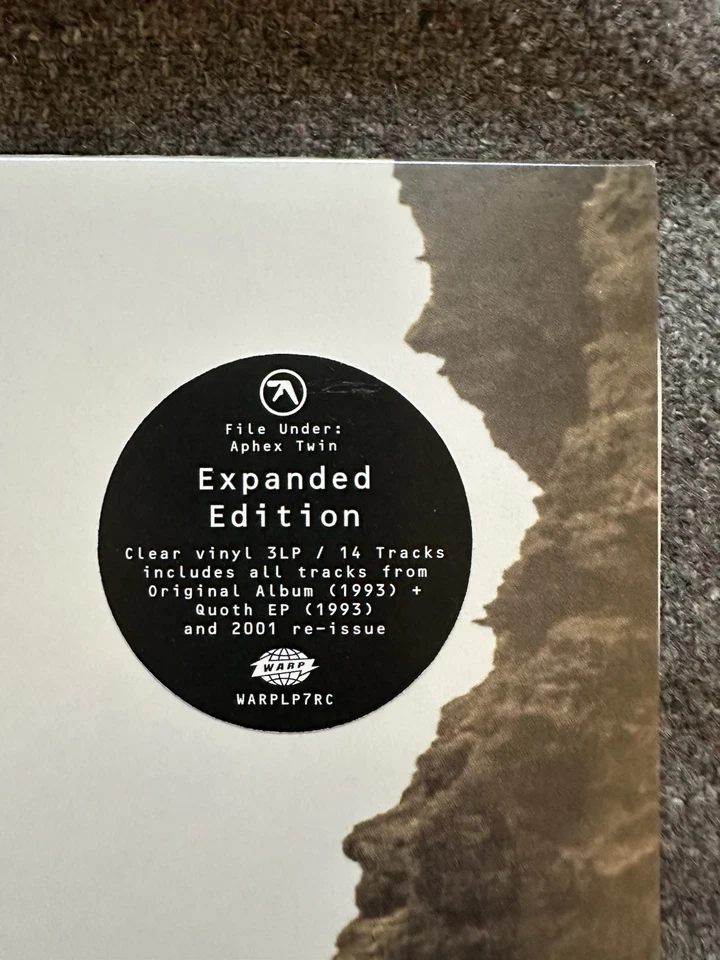 File Under:
Aphex Twin
Expanded
Edition
Clear vinyl 3LP / 14 Tracks
includes all tracks from
Original Album (1993) +
Quoth EP (1993)
and 2001 re-issue
WARP
WARPLP7RC